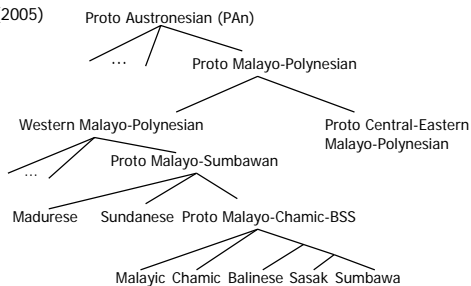 (2005)
Proto Austronesian (PAn)
...
Proto Malayo-Polynesian
Western Malayo-Polynesian
Proto Central-Eastern
Malayo-Polynesian
...
Proto Malayo-Sumbawan
Madurese Sundanese Proto Malayo-Chamic-BSS
Malayic Chamic Balinese Sasak Sumbawa